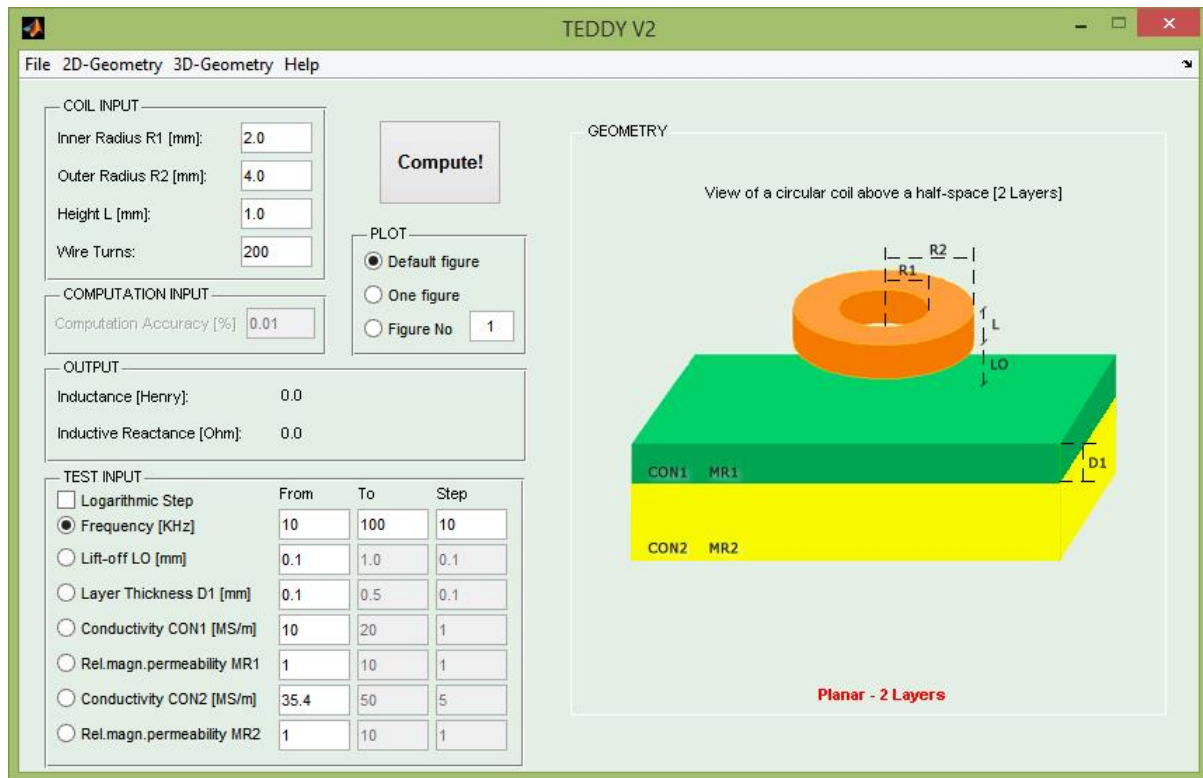 TEDDY V2
File 2D-Geometry 3D-Geometry Help
COIL INPUT
Inner Radius R1 [mm]: 2.0
Outer Radius R2 [mm]: 4.0
Height L [mm]: 1.0
Wire Turns: 200
COMPUTATION INPUT
Computation Accuracy [%] 0.01
Compute!
PLOT
Default figure
One figure
Figure No 1
OUTPUT
Inductance [Henry]: 0.0
Inductive Reactance [Ohm]: 0.0
TEST INPUT
Logarithmic Step From To Step
Frequency [KHz] 10 100 10
Lift-off LO [mm] 0.1 1.0 0.1
Layer Thickness D1 [mm] 0.1 0.5 0.1
Conductivity CON1 [MS/m] 10 20 1
Rel.magn.permeability MR1 1 10 1
Conductivity CON2 [MS/m] 35.4 50 5
Rel.magn.permeability MR2 1 10 1
GEOMETRY
View of a circular coil above a half-space [2 Layers]
R2
R1
L
LO
D1
CON1 MR1
CON2 MR2
Planar - 2 Layers